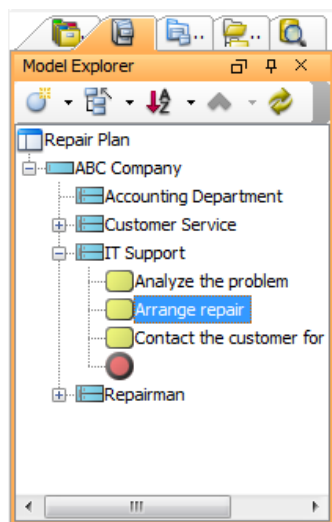 Model Explorer
Repair Plan
ABC Company
Accounting Department
Customer Service
IT Support
Analyze the problem
Arrange repair
Contact the customer for
Repairman